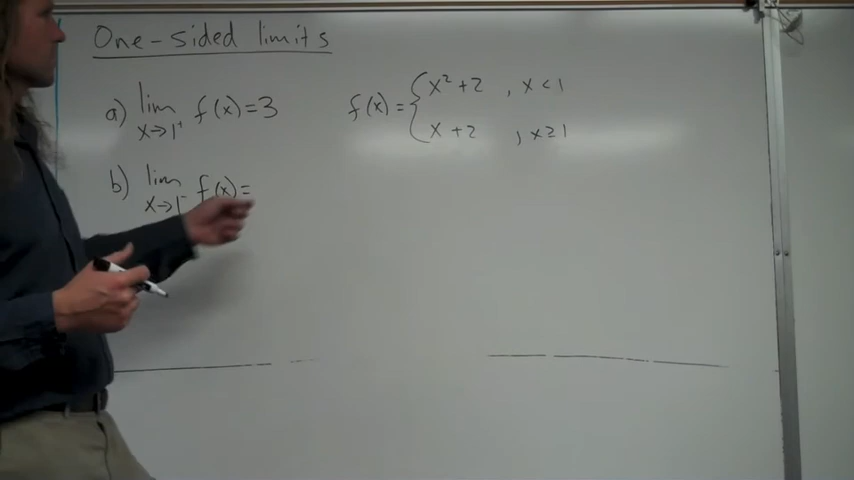 One-sided limits
a) lim x→1⁺ f(x)=3
f(x)= { x²+2 , x<1
x+2 , x≥1
b) lim x→1⁻ f(x)=